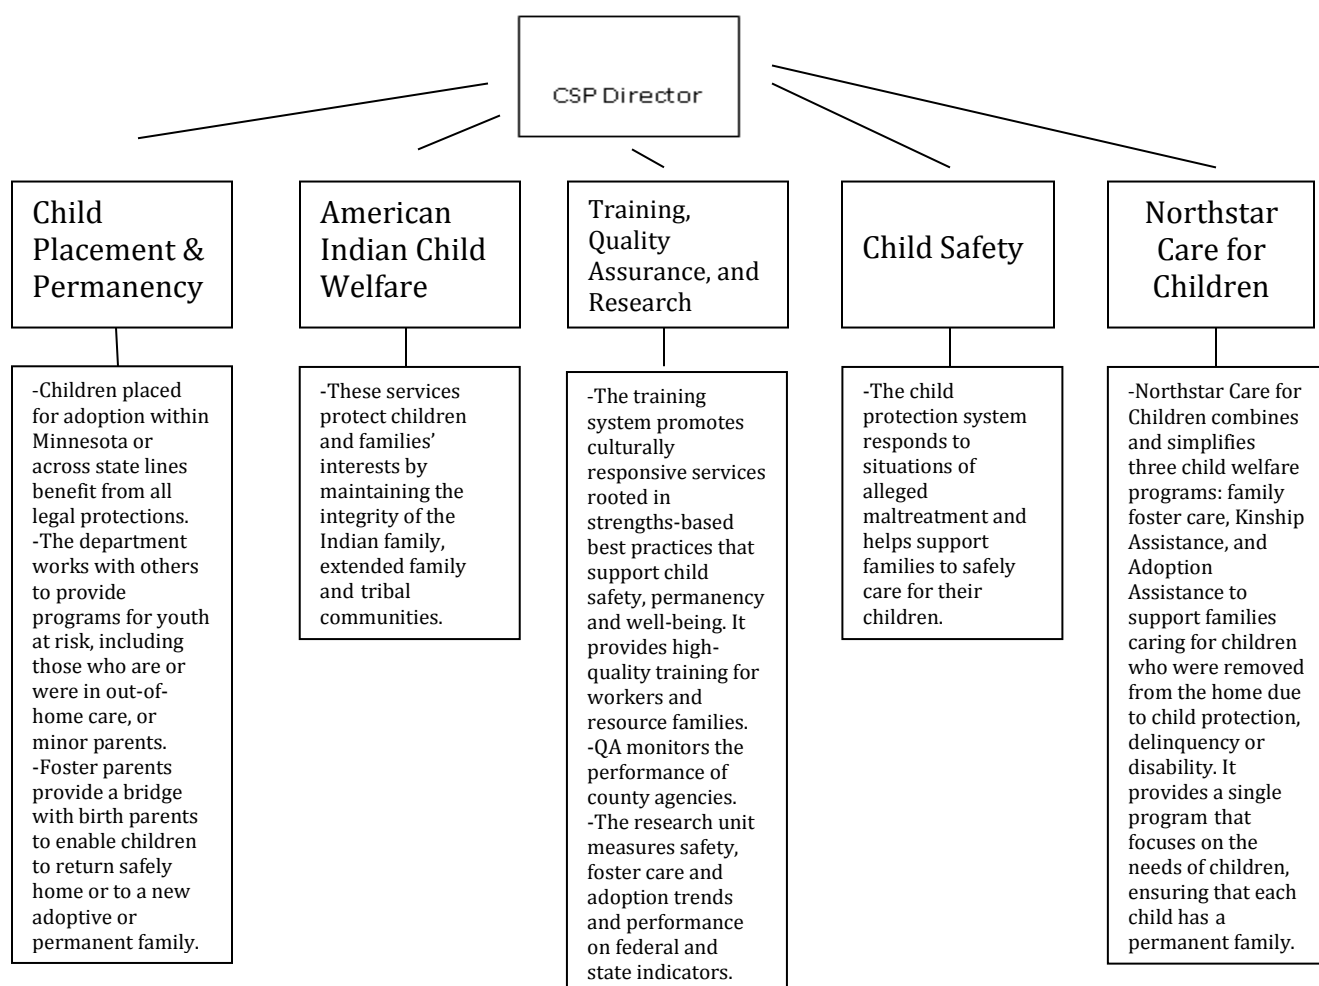 CSP Director
Child
Placement &
Permanency
American
Indian Child
Welfare
Training,
Quality
Assurance, and
Research
Child Safety
Northstar
Care for
Children
-Children placed
for adoption within
Minnesota or
across state lines
benefit from all
legal protections.
-The department
works with others
to provide
programs for youth
at risk, including
those who are or
were in out-of-
home care, or
minor parents.
-Foster parents
provide a bridge
with birth parents
to enable children
to return safely
home or to a new
adoptive or
permanent family.
-These services
protect children
and families’
interests by
maintaining the
integrity of the
Indian family,
extended family
and tribal
communities.
-The training
system promotes
culturally
responsive services
rooted in
strengths-based
best practices that
support child
safety, permanency
and well-being. It
provides high-
quality training for
workers and
resource families.
-QA monitors the
performance of
county agencies.
-The research unit
measures safety,
foster care and
adoption trends
and performance
on federal and
state indicators.
-The child
protection system
responds to
situations of
alleged
maltreatment and
helps support
families to safely
care for their
children.
-Northstar Care for
Children combines
and simplifies
three child welfare
programs: family
foster care, Kinship
Assistance, and
Adoption
Assistance to
support families
caring for children
who were removed
from the home due
to child protection,
delinquency or
disability. It
provides a single
program that
focuses on the
needs of children,
ensuring that each
child has a
permanent family.